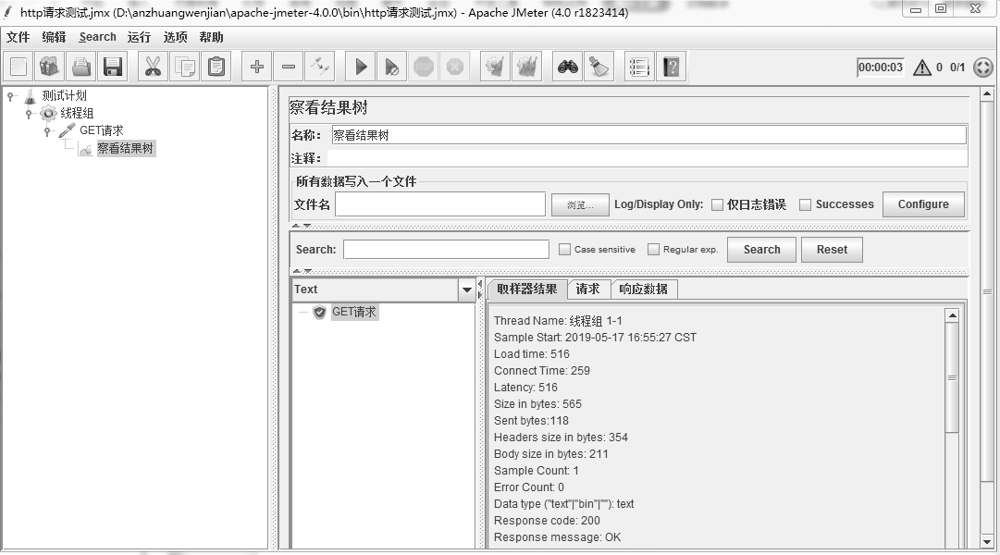 http请求测试.jmx (D:\anzhuangwenjian\apache-jmeter-4.0.0\bin\http请求测试.jmx) - Apache JMeter (4.0 r1823414)
文件 编辑 Search 运行 选项 帮助
STOP 00:00:03 0 0/1
测试计划
线程组
GET请求
察看结果树
察看结果树
名称: 察看结果树
注释:
所有数据写入一个文件
文件名 浏览... Log/Display Only: 仅日志错误 Successes Configure
Search: Case sensitive Regular exp. Search Reset
Text
GET请求
取样器结果 请求 响应数据
Thread Name: 线程组 1-1
Sample Start: 2019-05-17 16:55:27 CST
Load time: 516
Connect Time: 259
Latency: 516
Size in bytes: 565
Sent bytes:118
Headers size in bytes: 354
Body size in bytes: 211
Sample Count: 1
Error Count: 0
Data type ("text"|"bin"|""): text
Response code: 200
Response message: OK